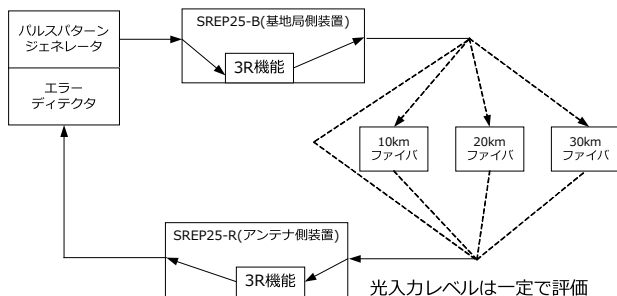 パルスパターン
ジェネレータ
エラー
ディテクタ
SREP25-B(基地局側装置)
3R機能
10km
ファイバ
20km
ファイバ
30km
ファイバ
SREP25-R(アンテナ側装置)
3R機能
光入力レベルは一定で評価